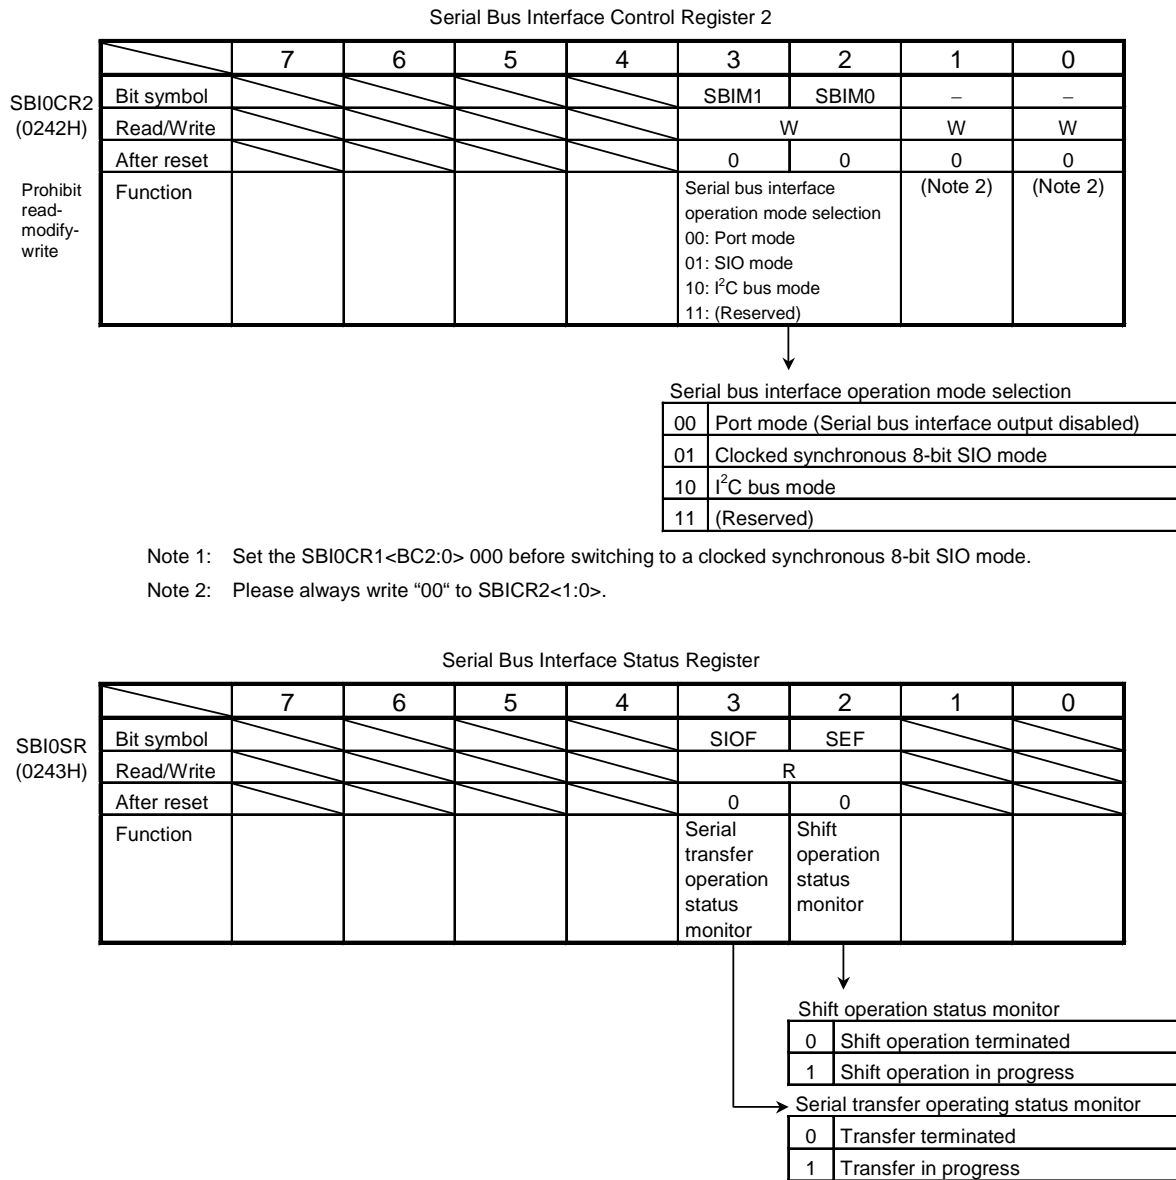 Serial Bus Interface Control Register 2
7 6 5 4 3 2 1 0
SBI0CR2
(0242H)
Prohibit
read-
modify-
write
Bit symbol SBIM1 SBIM0 – –
Read/Write W W W
After reset 0 0 0 0
Function
Serial bus interface
operation mode selection
00: Port mode
01: SIO mode
10: I²C bus mode
11: (Reserved)
(Note 2) (Note 2)
Serial bus interface operation mode selection
00 Port mode (Serial bus interface output disabled)
01 Clocked synchronous 8-bit SIO mode
10 I²C bus mode
11 (Reserved)
Note 1: Set the SBI0CR1<BC2:0> 000 before switching to a clocked synchronous 8-bit SIO mode.
Note 2: Please always write “00“ to SBICR2<1:0>.
Serial Bus Interface Status Register
7 6 5 4 3 2 1 0
SBI0SR
(0243H)
Bit symbol SIOF SEF
Read/Write R
After reset 0 0
Function
Serial
transfer
operation
status
monitor
Shift
operation
status
monitor
Shift operation status monitor
0 Shift operation terminated
1 Shift operation in progress
Serial transfer operating status monitor
0 Transfer terminated
1 Transfer in progress